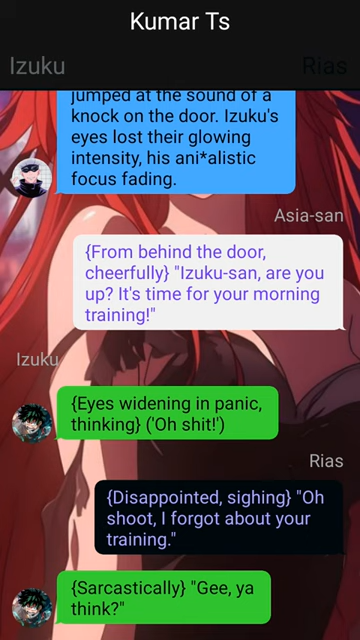 Kumar Ts
Izuku
Rias
jumped at the sound of a
knock on the door. Izuku's
eyes lost their glowing
intensity, his ani*alistic
focus fading.
Asia-san
{From behind the door,
cheerfully} "Izuku-san, are you
up? It's time for your morning
training!"
Izuku
{Eyes widening in panic,
thinking} ('Oh shit!')
Rias
{Disappointed, sighing} "Oh
shoot, I forgot about your
training."
{Sarcastically} "Gee, ya
think?"